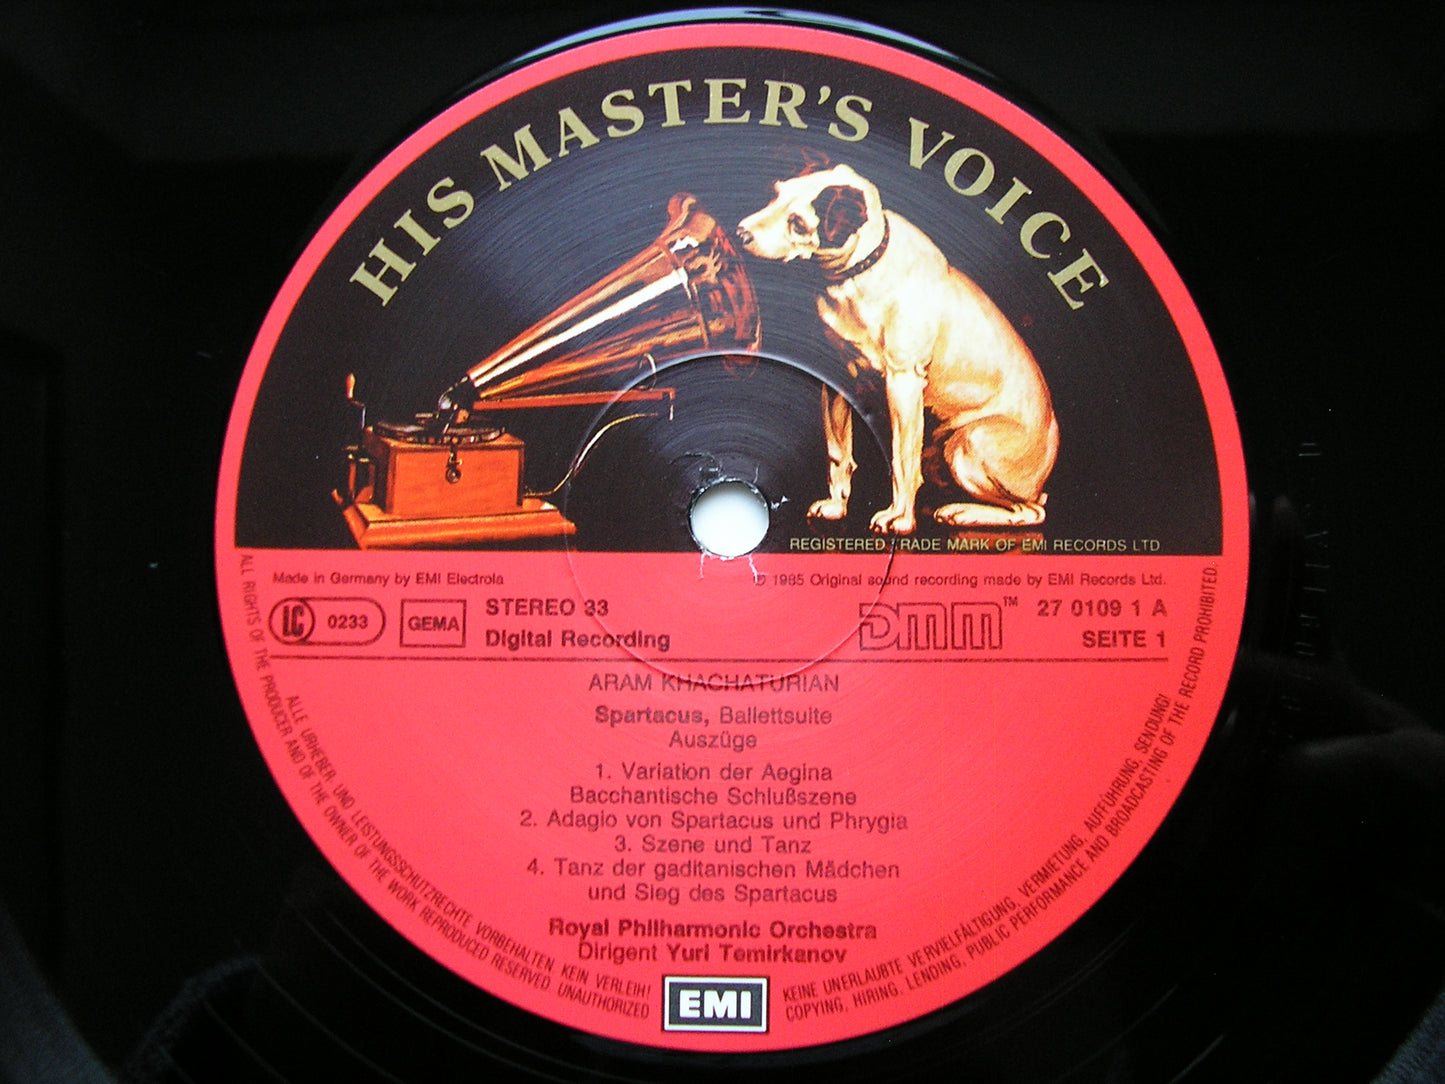 HIS MASTER'S VOICE
REGISTERED TRADE MARK OF EMI RECORDS LTD
Made in Germany by EMI Electrola
℗ 1985 Original sound recording made by EMI Records Ltd.
LC 0233
GEMA
STEREO 33
Digital Recording
DMM™
27 0109 1 A
SEITE 1
ARAM KHACHATURIAN
Spartacus, Ballettsuite
Auszüge
1. Variation der Aegina
Bacchantische Schlußszene
2. Adagio von Spartacus und Phrygia
3. Szene und Tanz
4. Tanz der gaditanischen Mädchen
und Sieg des Spartacus
Royal Philharmonic Orchestra
Dirigent Yuri Temirkanov
EMI
ALLE URHEBER- UND LEISTUNGSSCHUTZRECHTE VORBEHALTEN KEIN VERLEIH! KEINE UNERLAUBTE VERVIELFÄLTIGUNG, VERMIETUNG, AUFFÜHRUNG, SENDUNG!
ALL RIGHTS OF THE PRODUCER AND OF THE OWNER OF THE WORK REPRODUCED RESERVED. UNAUTHORIZED COPYING, HIRING, LENDING, PUBLIC PERFORMANCE AND BROADCASTING OF THE RECORD PROHIBITED.